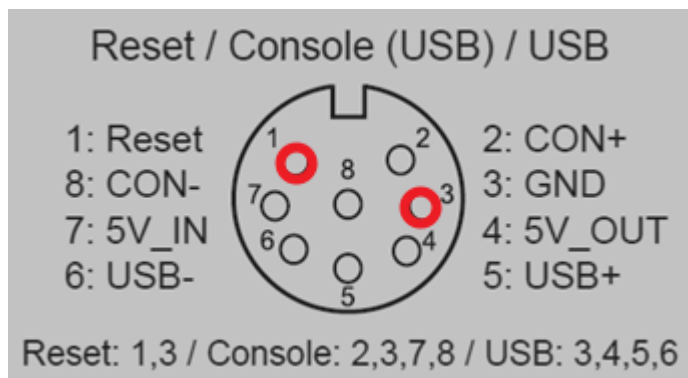 Reset / Console (USB) / USB
1: Reset
8: CON-
7: 5V_IN
6: USB-
1
2
8
7
3
6
4
5
2: CON+
3: GND
4: 5V_OUT
5: USB+
Reset: 1,3 / Console: 2,3,7,8 / USB: 3,4,5,6